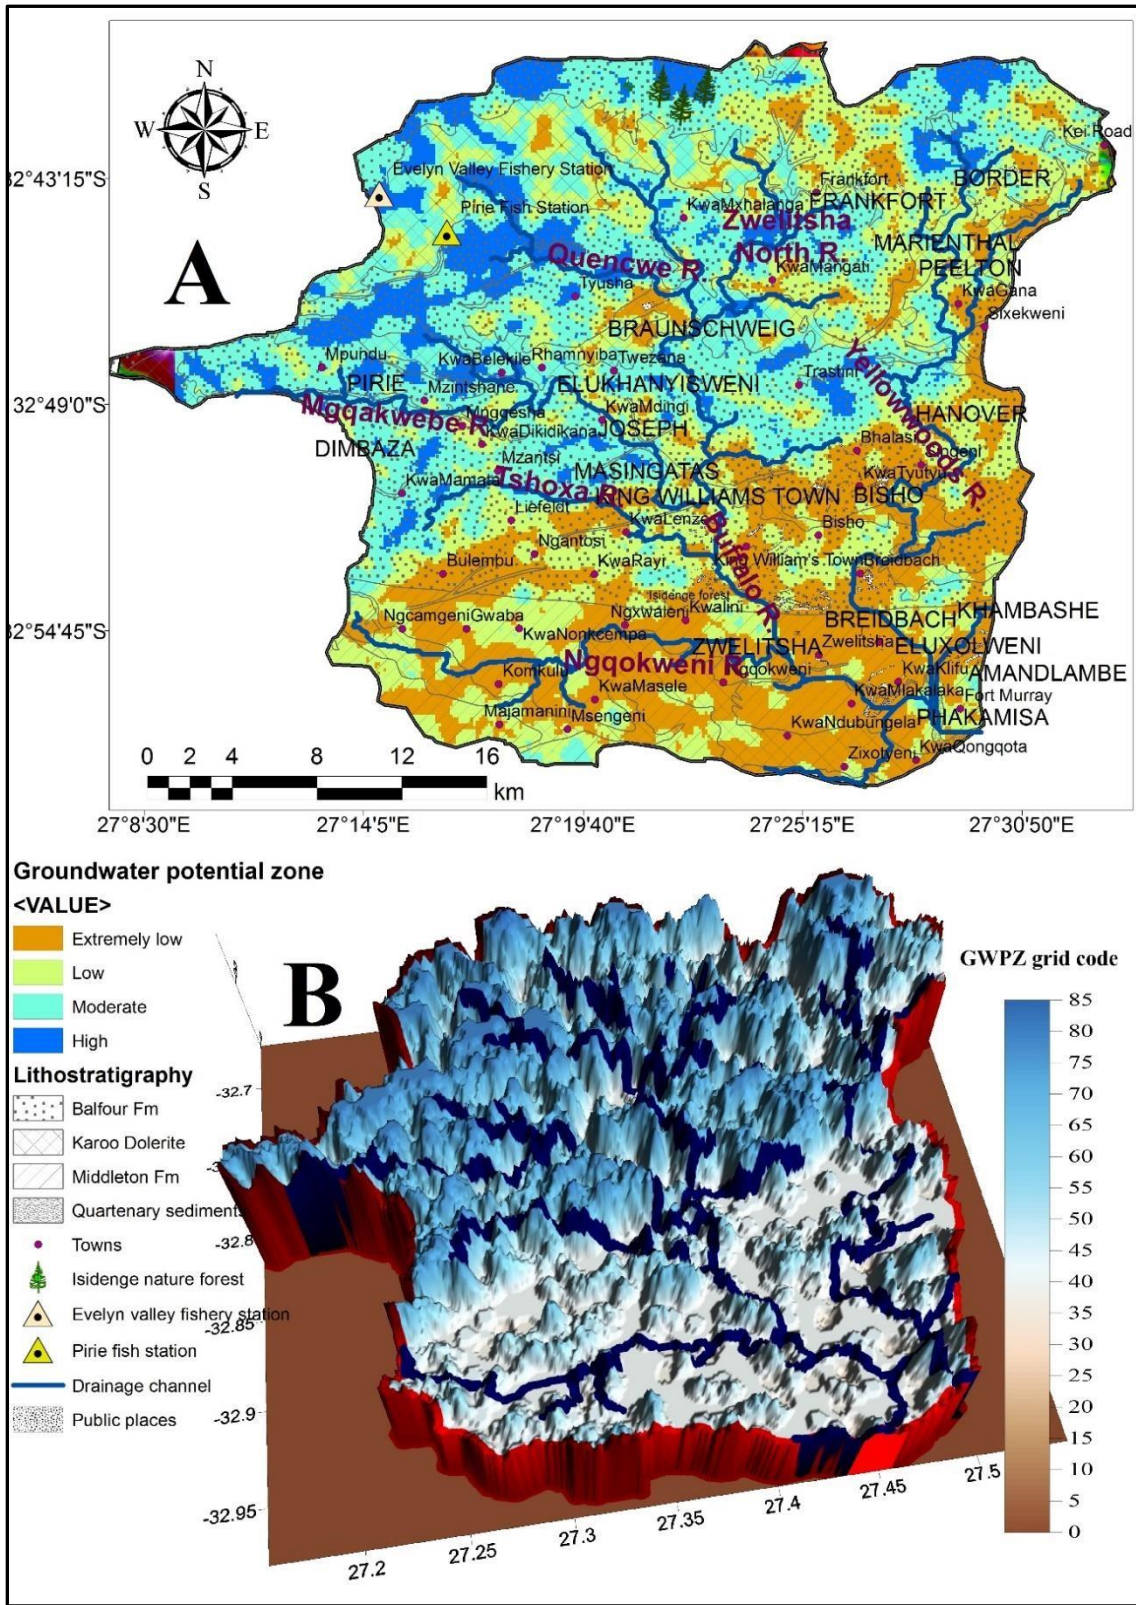 N
W
E
S
A
32°43'15"S
32°49'0"S
32°54'45"S
Kei Road
Evelyn Valley Fishery Station
Pirie Fish Station
Frankfort
BORDER
FRANKFORT
KwaMxhalanga
Zwelitsha
North R.
MARIENTHAL
PEELTON
Quencwe R
KwaMangati
Tyusha
KwaGana
Sixekweni
BRAUNSCHWEIG
Mpundu
KwaBelekile
Rhamnyiba
Twezana
Trastini
Yellowwoods R.
PIRIE
Mzintshane
ELUKHANYISWENI
Mgqakwebe R.
Mngqesha
KwaMdingi
HANOVER
KwaDikidikana
JOSEPH
DIMBAZA
Mzantsi
Bhalasi
MASINGATAS
KwaTyutyu
KwaMamata
Tshoxa R.
KING WILLIAMS TOWN
BISHO
Liefeldt
KwaLenze
Bisho
Buffalo R.
Ngantosi
Bulembu
KwaRayi
King William's Town
Breidbach
Isidenge forest
Ngcamgeni
Gwaba
Ngxwaleni
Kwalini
BREIDBACH
KHAMBASHE
KwaNonkcempa
ZWELITSHA
Zwelitsha
ELUXOLWENI
Ngqokweni R.
Ngqokweni
Komkulu
KwaKlifu
AMANDLAMBE
KwaMasele
KwaMlakalaka
Fort Murray
Majamanini
Msengeni
KwaNdubungela
PHAKAMISA
Zixotyeni
KwaQongqota
0 2 4 8 12 16
km
27°8'30"E 27°14'5"E 27°19'40"E 27°25'15"E 27°30'50"E
Groundwater potential zone
<VALUE>
Extremely low
Low
Moderate
High
Lithostratigraphy
Balfour Fm
Karoo Dolerite
Middleton Fm
Quartenary sediments
Towns
Isidenge nature forest
Evelyn valley fishery station
Pirie fish station
Drainage channel
Public places
B
-32.7
-32.8
-32.85
-32.9
-32.95
27.2
27.25
27.3
27.35
27.4
27.45
27.5
GWPZ grid code
85
80
75
70
65
60
55
50
45
40
35
30
25
20
15
10
5
0